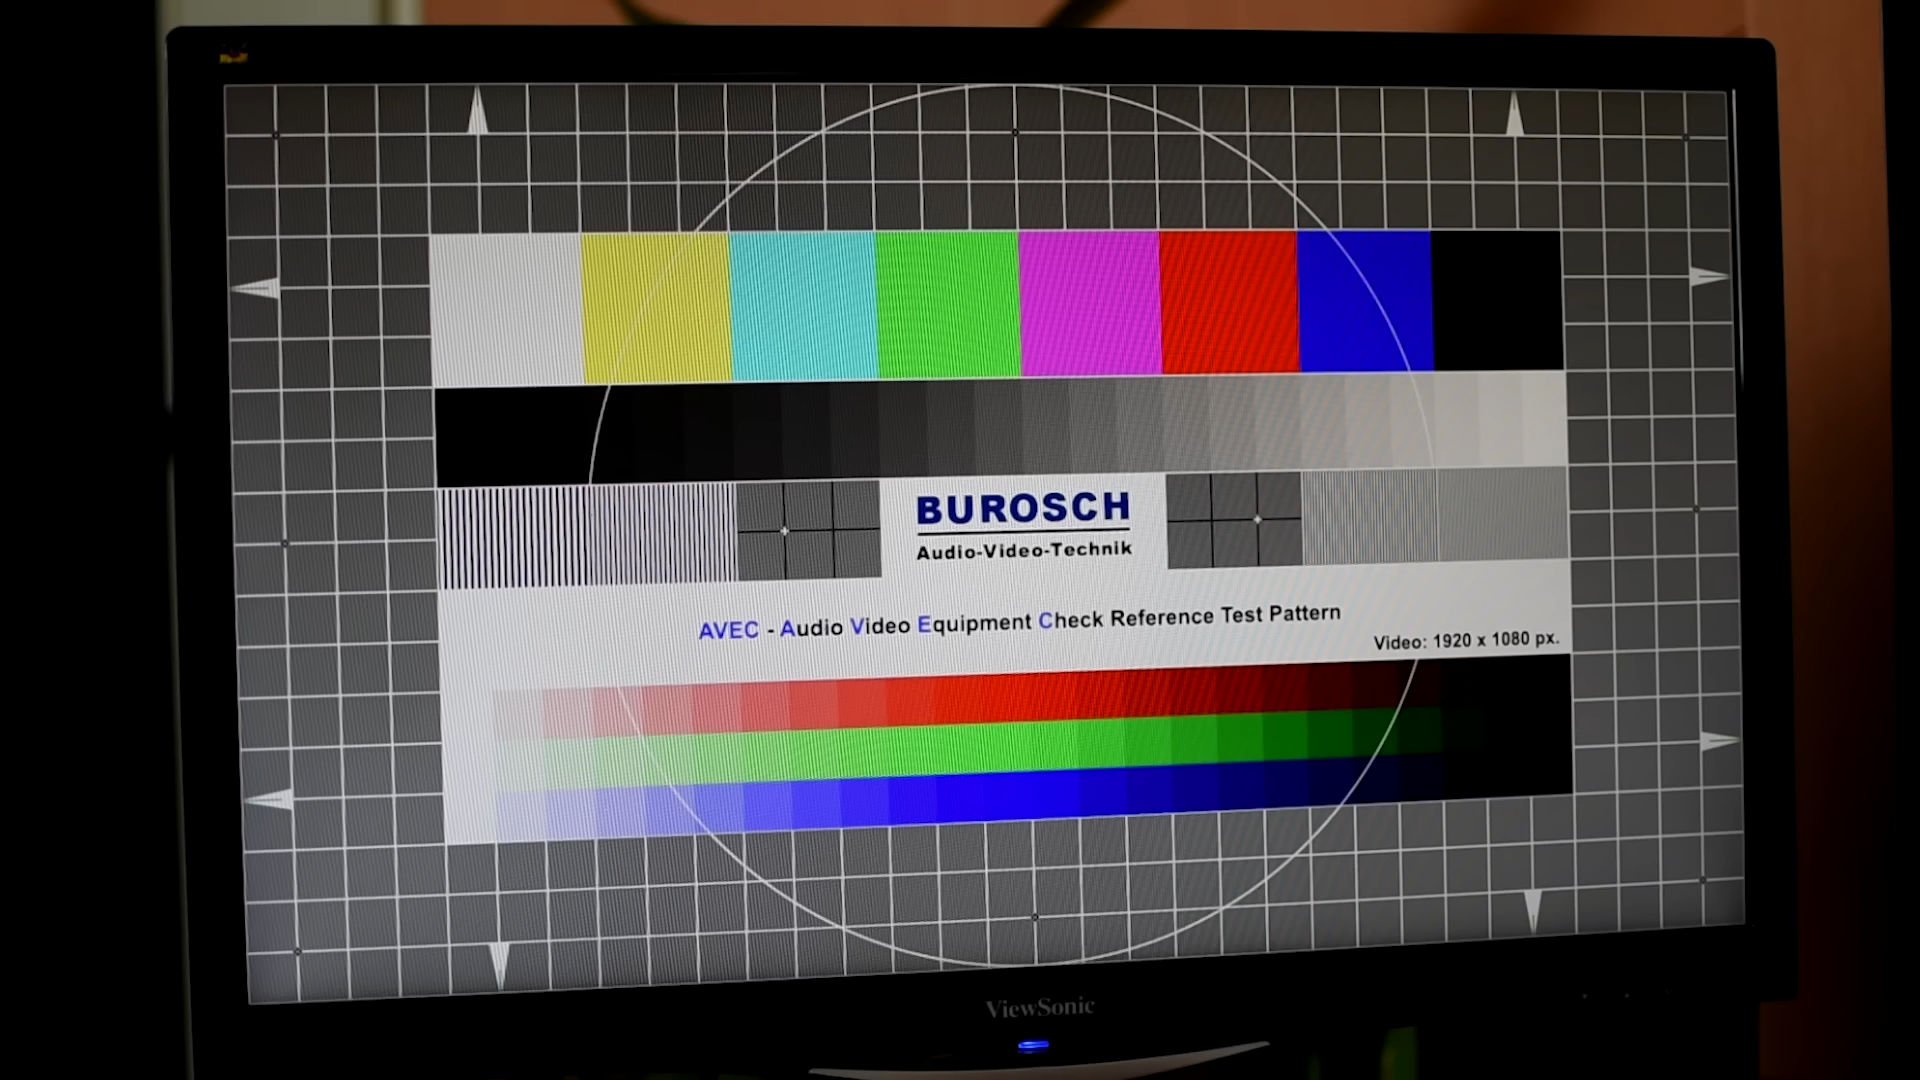 BUROSCH
Audio-Video-Technik
AVEC - Audio Video Equipment Check Reference Test Pattern
Video: 1920 x 1080 px.
ViewSonic